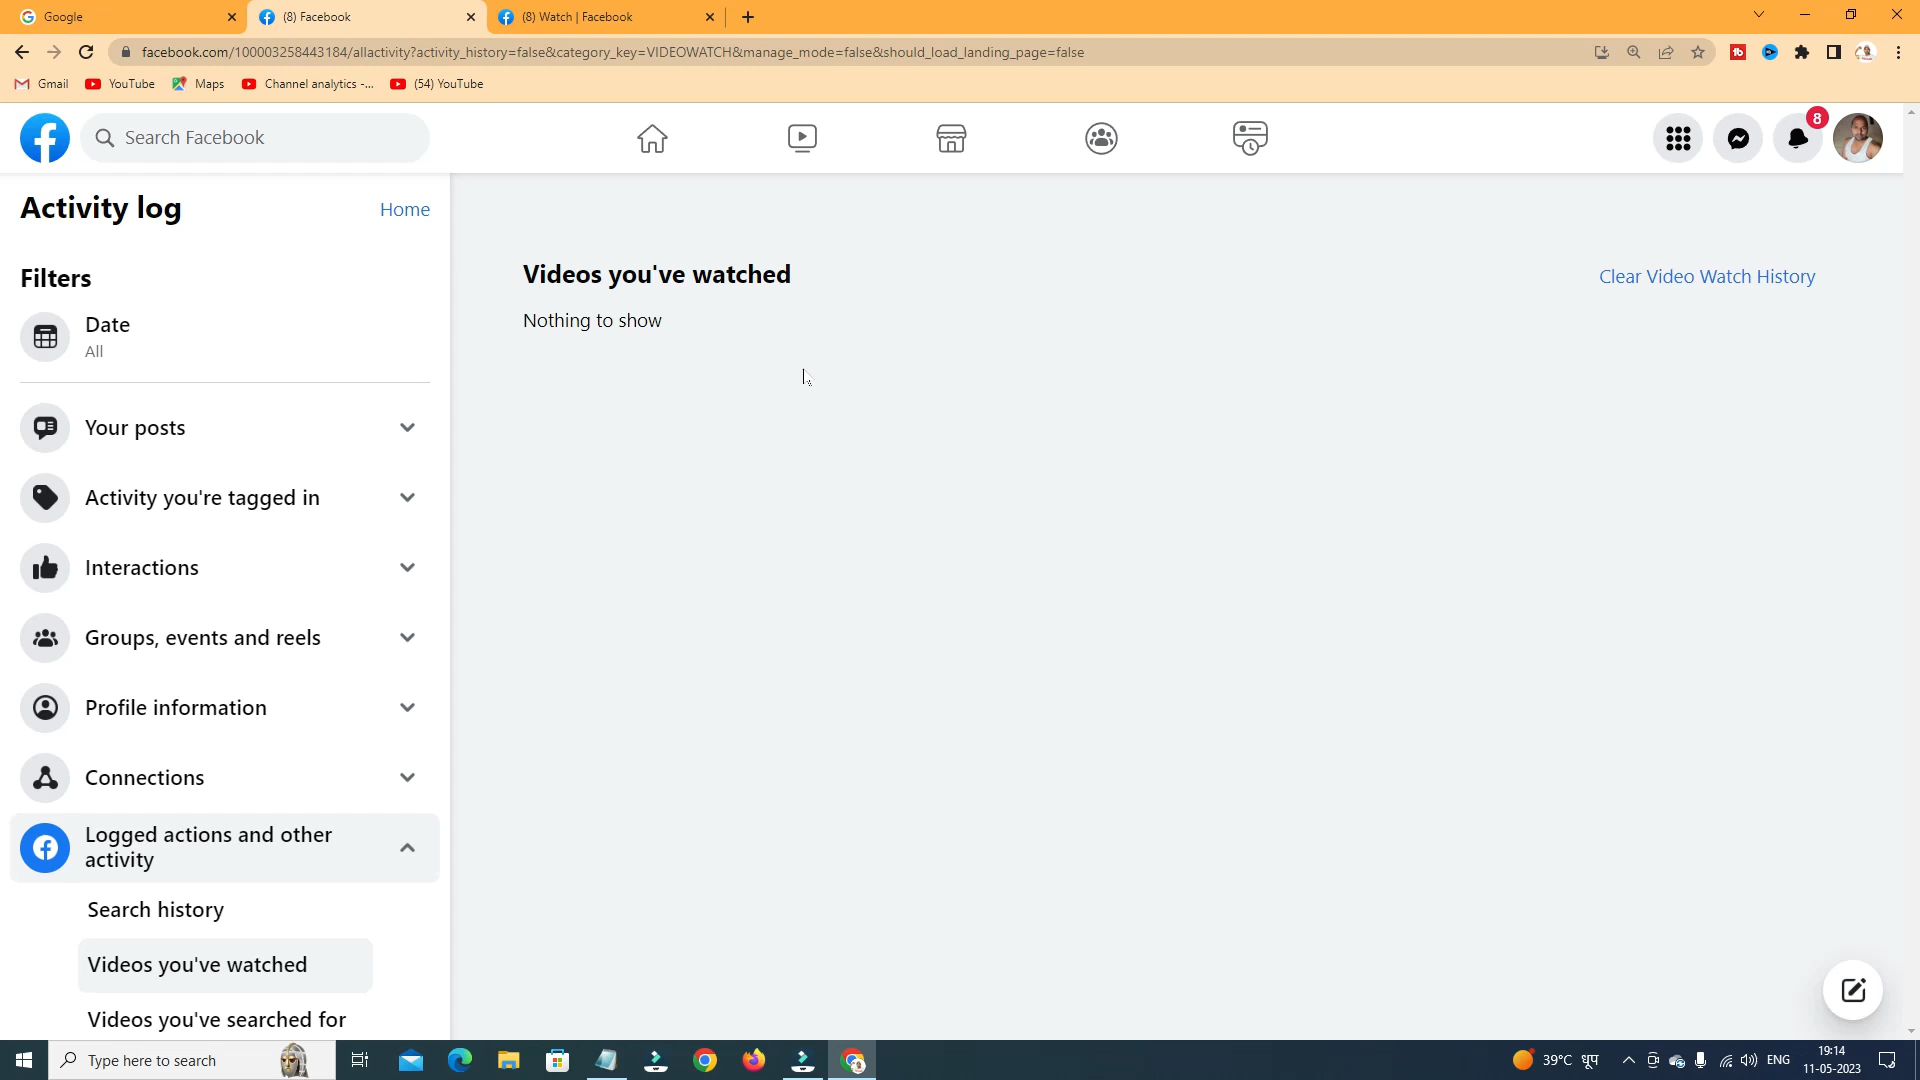 Google
(8) Facebook
(8) Watch | Facebook
facebook.com/100003258443184/allactivity?activity_history=false&category_key=VIDEOWATCH&manage_mode=false&should_load_landing_page=false
Gmail
YouTube
Maps
Channel analytics -...
(54) YouTube
Search Facebook
8
Activity log
Home
Filters
Date
All
Your posts
Activity you're tagged in
Interactions
Groups, events and reels
Profile information
Connections
Logged actions and other
activity
Search history
Videos you've watched
Videos you've searched for
Videos you've watched
Clear Video Watch History
Nothing to show
Type here to search
39°C धूप
ENG
19:14
11-05-2023